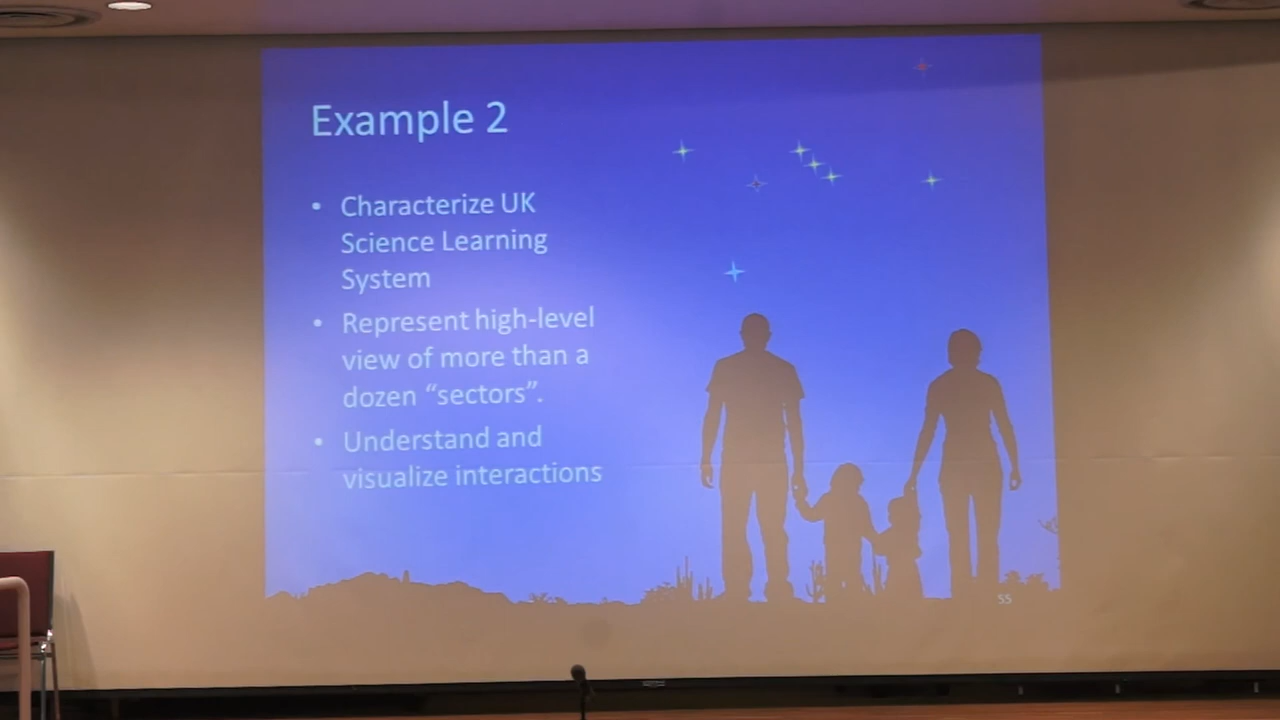 Example 2
• Characterize UK
Science Learning
System
• Represent high-level
view of more than a
dozen “sectors”.
• Understand and
visualize interactions
55